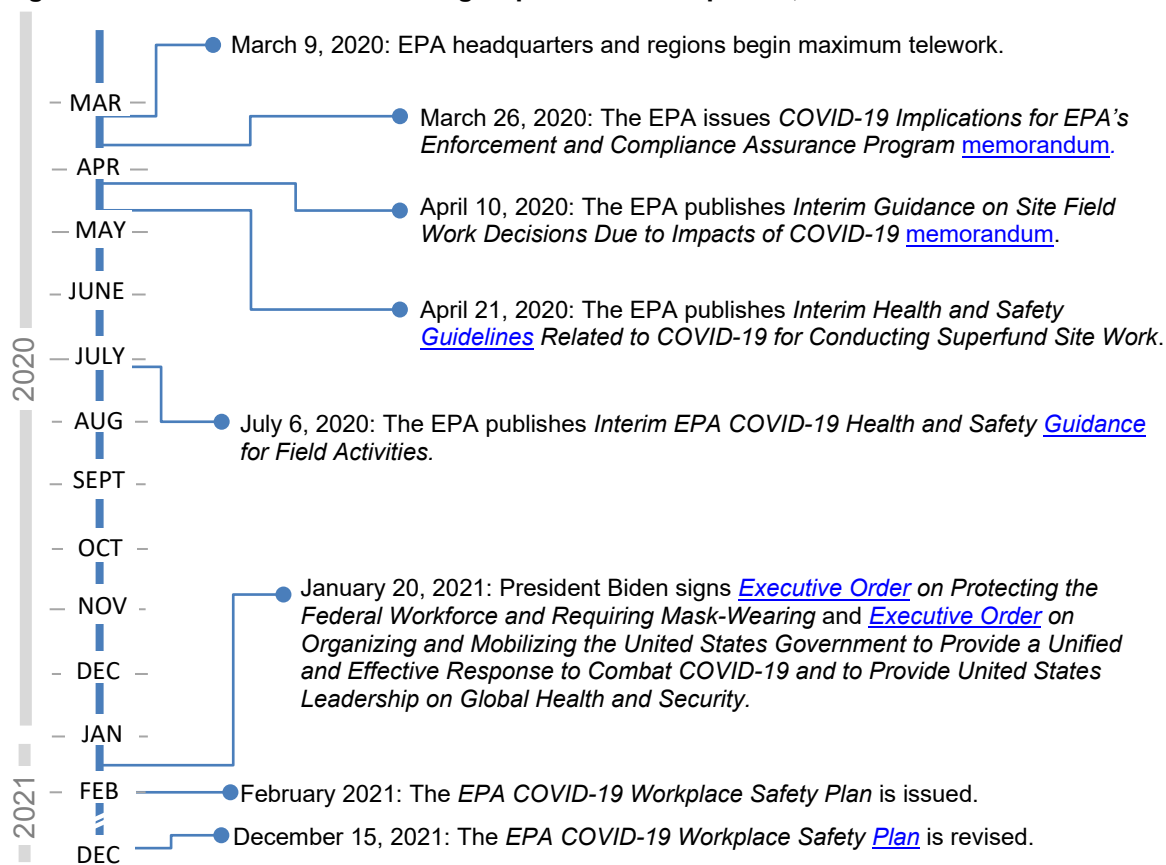 March 9, 2020: EPA headquarters and regions begin maximum telework.
MAR
March 26, 2020: The EPA issues COVID-19 Implications for EPA's
Enforcement and Compliance Assurance Program memorandum.
APR
April 10, 2020: The EPA publishes Interim Guidance on Site Field
Work Decisions Due to Impacts of COVID-19 memorandum.
MAY
JUNE
April 21, 2020: The EPA publishes Interim Health and Safety
Guidelines Related to COVID-19 for Conducting Superfund Site Work.
2020
JULY
AUG
July 6, 2020: The EPA publishes Interim EPA COVID-19 Health and Safety Guidance
for Field Activities.
SEPT
OCT
NOV
January 20, 2021: President Biden signs Executive Order on Protecting the
Federal Workforce and Requiring Mask-Wearing and Executive Order on
Organizing and Mobilizing the United States Government to Provide a Unified
and Effective Response to Combat COVID-19 and to Provide United States
Leadership on Global Health and Security.
DEC
JAN
2021
FEB
February 2021: The EPA COVID-19 Workplace Safety Plan is issued.
December 15, 2021: The EPA COVID-19 Workplace Safety Plan is revised.
DEC